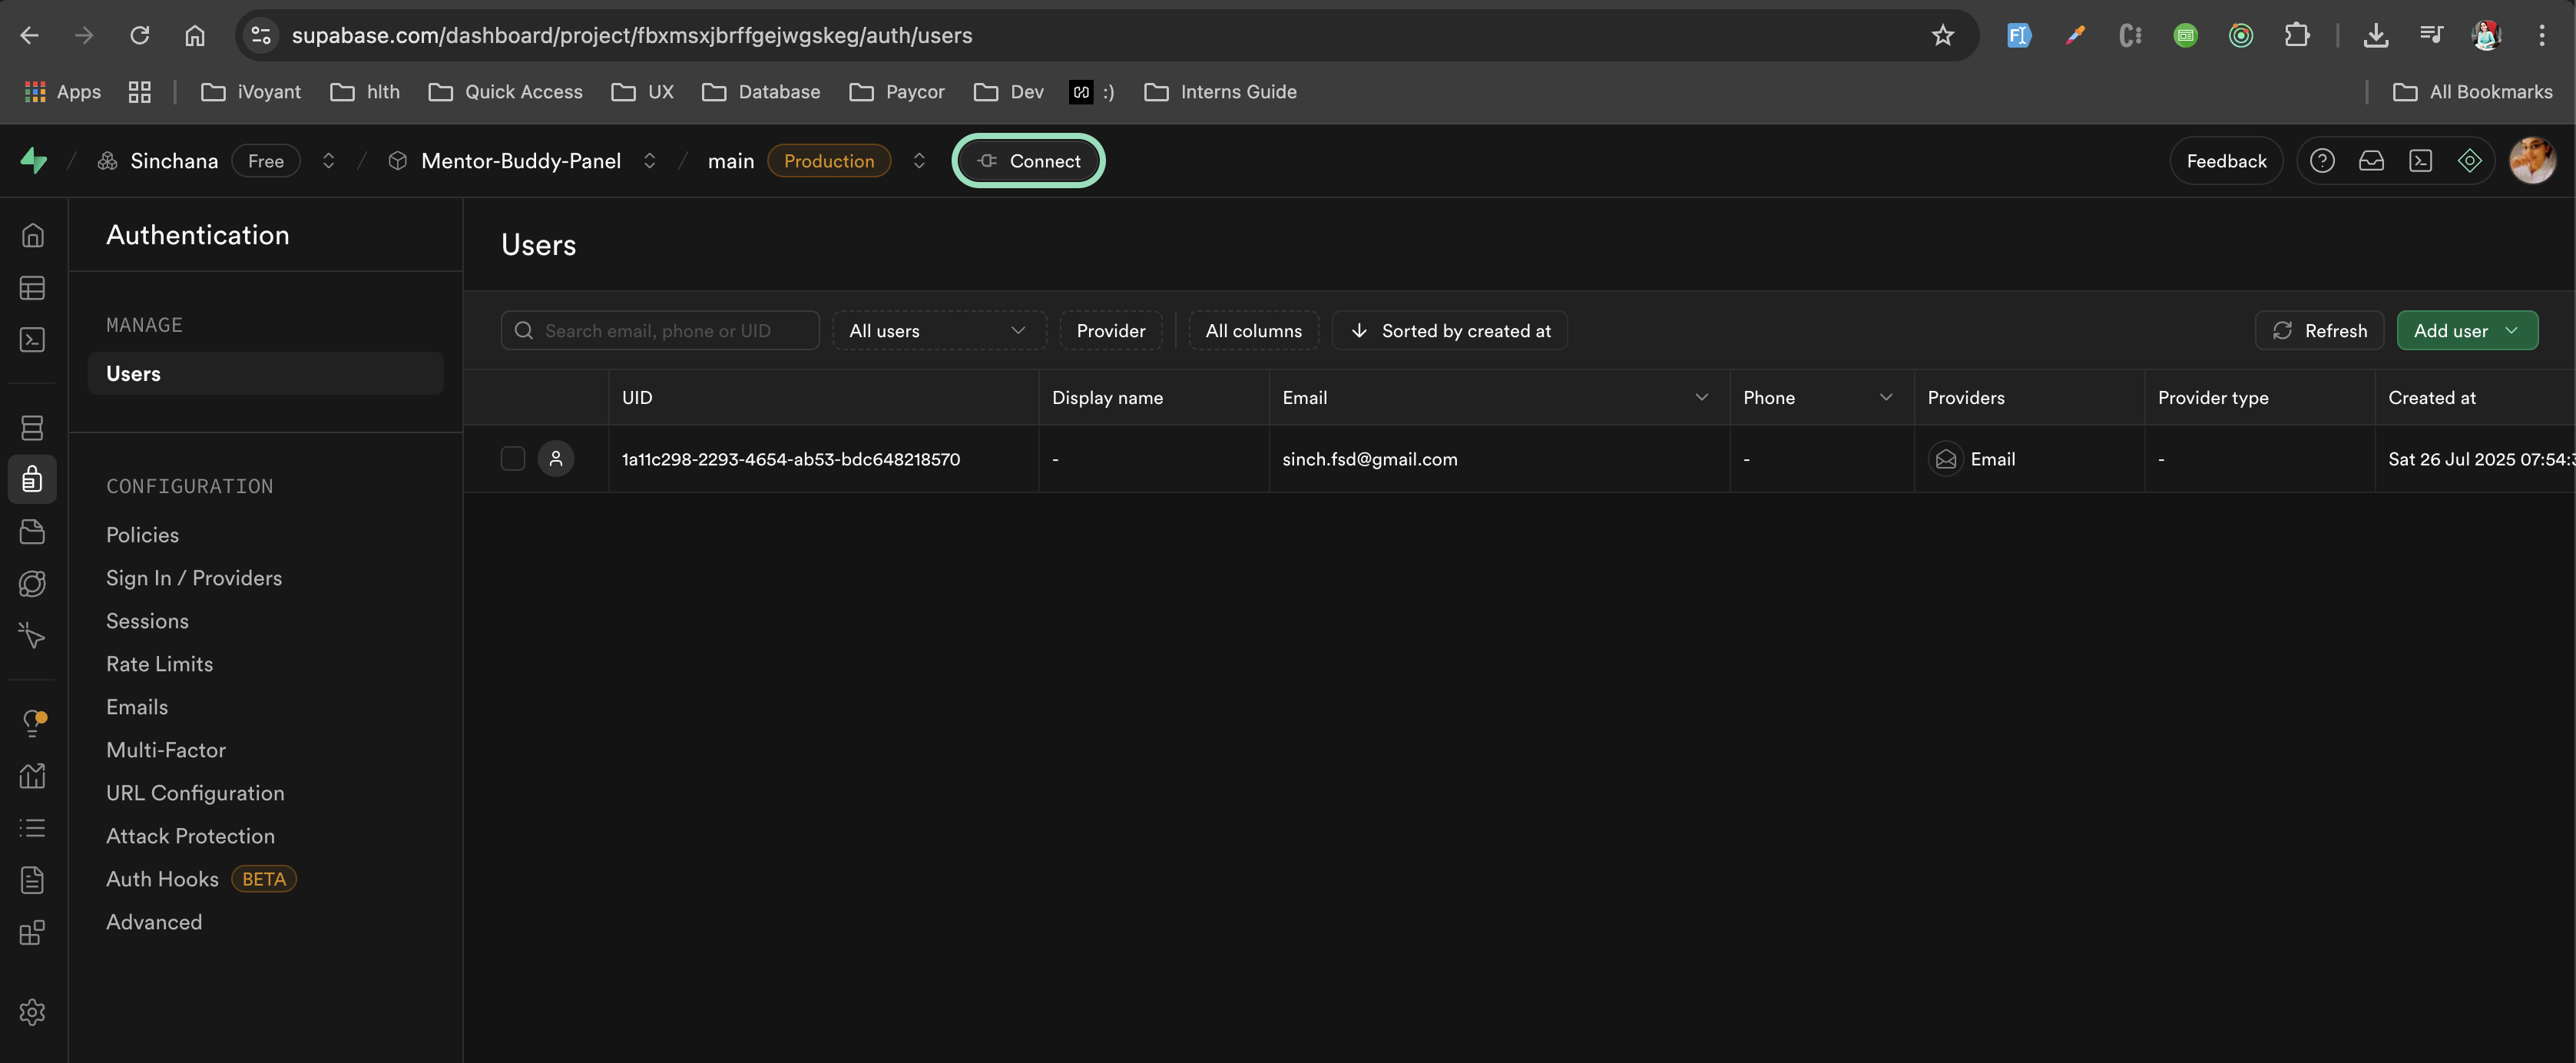 supabase.com/dashboard/project/fbxmsxjbrffgejwgskeg/auth/users
Apps iVoyant hlth Quick Access UX Database Paycor Dev :) Interns Guide All Bookmarks
Sinchana Free / Mentor-Buddy-Panel / main Production Connect Feedback
Authentication
MANAGE
Users
CONFIGURATION
Policies
Sign In / Providers
Sessions
Rate Limits
Emails
Multi-Factor
URL Configuration
Attack Protection
Auth Hooks BETA
Advanced
Users
Search email, phone or UID All users Provider All columns Sorted by created at Refresh Add user
UID Display name Email Phone Providers Provider type Created at
1a11c298-2293-4654-ab53-bdc648218570 - sinch.fsd@gmail.com - Email - Sat 26 Jul 2025 07:54: